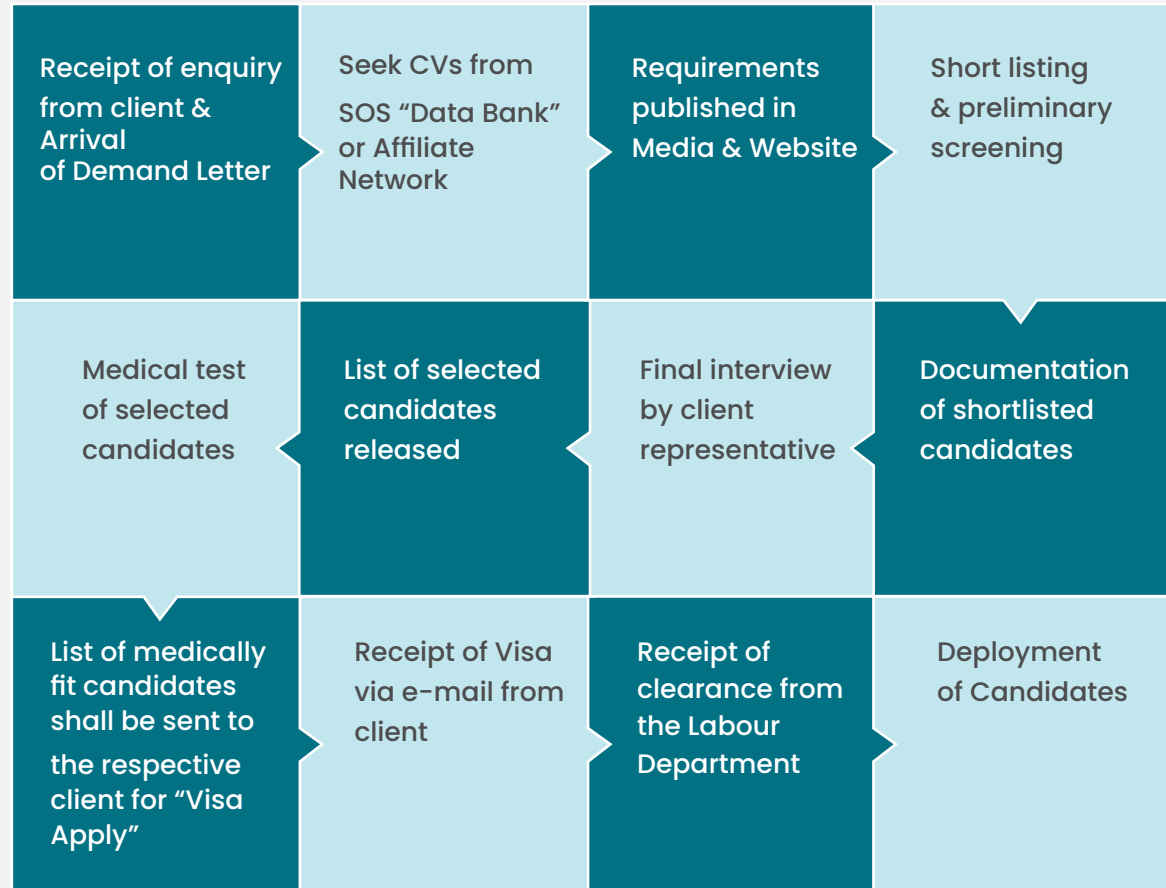 Receipt of enquiry
from client &
Arrival
of Demand Letter
Seek CVs from
SOS “Data Bank”
or Affiliate
Network
Requirements
published in
Media & Website
Short listing
& preliminary
screening
Documentation
of shortlisted
candidates
Final interview
by client
representative
List of selected
candidates
released
Medical test
of selected
candidates
List of medically
fit candidates
shall be sent to
the respective
client for “Visa
Apply”
Receipt of Visa
via e-mail from
client
Receipt of
clearance from
the Labour
Department
Deployment
of Candidates